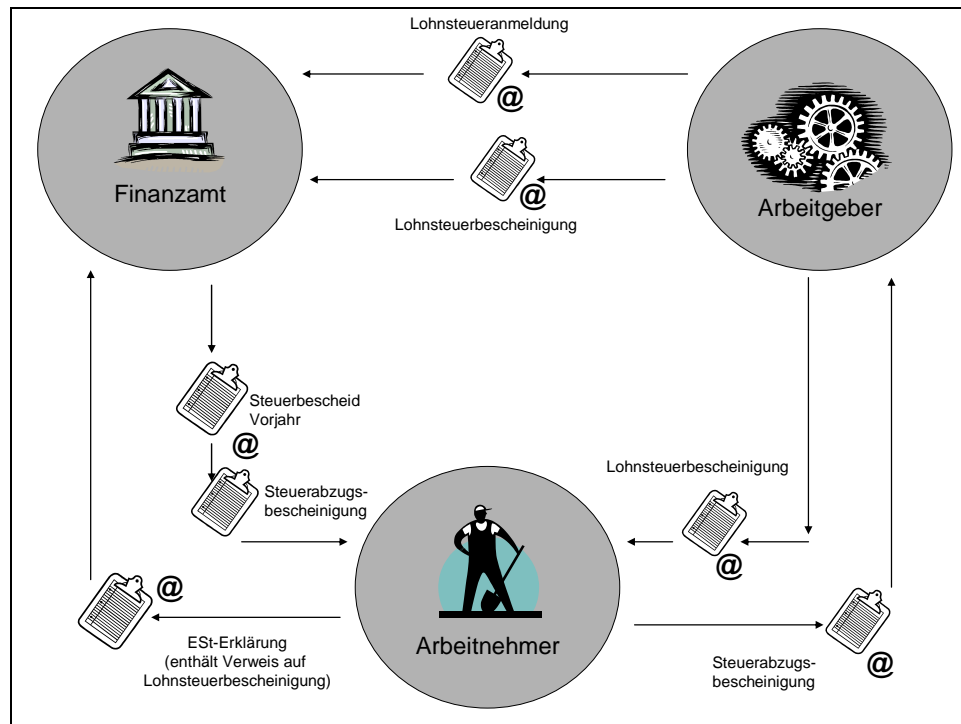 Lohnsteueranmeldung
@
Finanzamt
@
Arbeitgeber
Lohnsteuerbescheinigung
Steuerbescheid
Vorjahr
@
Lohnsteuerbescheinigung
Steuerabzugs-
bescheinigung
@
@
@
Arbeitnehmer
ESt-Erklärung
(enthält Verweis auf
Lohnsteuerbescheinigung)
Steuerabzugs-
bescheinigung